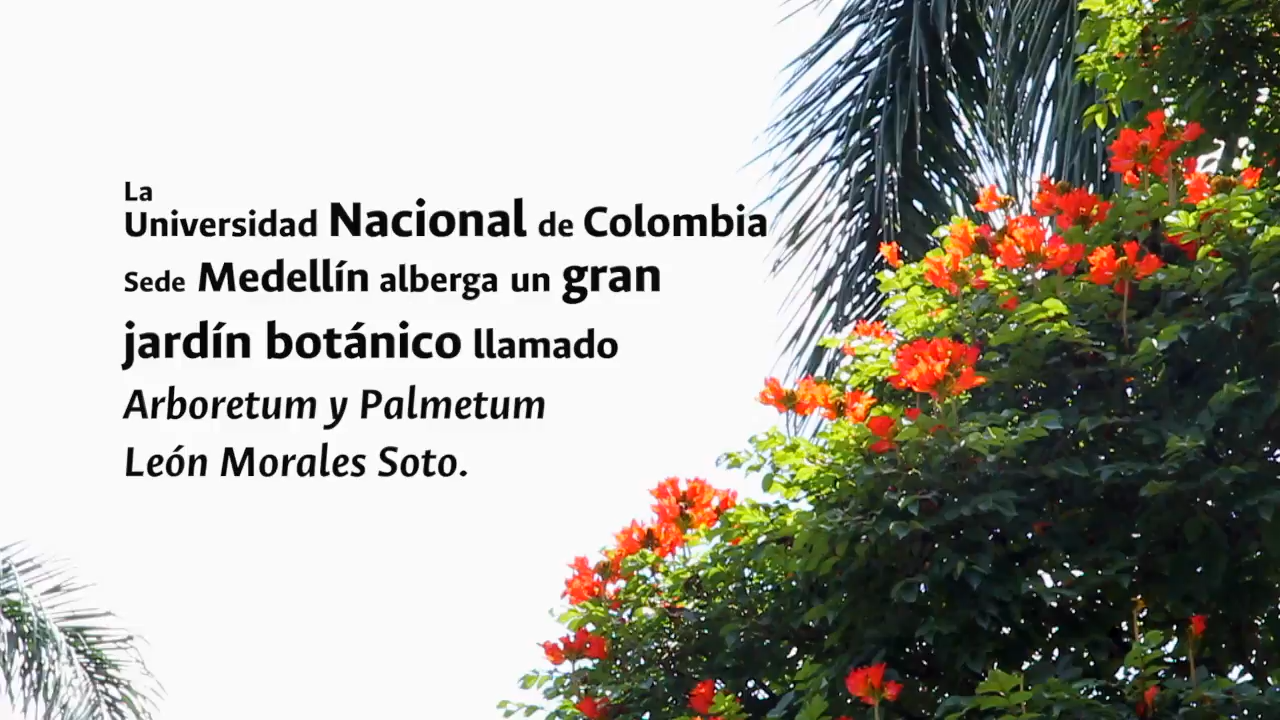 La
Universidad Nacional de Colombia
Sede Medellín alberga un gran
jardín botánico llamado
Arboretum y Palmetum
León Morales Soto.